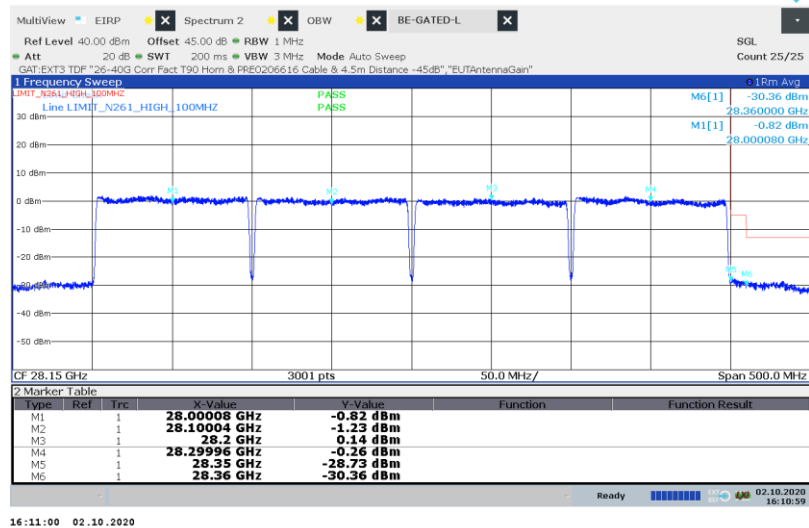 MultiView EIRP X Spectrum 2 X OBW X BE-GATED-L X
Ref Level 40.00 dBm Offset 45.00 dB RBW 1 MHz SGL
Att 20 dB SWT 200 ms VBW 3 MHz Mode Auto Sweep Count 25/25
GAT:EXT3 TDF "26-40G Corr Fact T90 Horn & PRE0206616 Cable & 4.5m Distance -45dB","EUTAntennaGain"
1 Frequency Sweep 1Rm Avg
LIMIT_N261_HIGH_100MHZ PASS M6[1] -30.36 dBm
Line LIMIT_N261_HIGH_100MHZ PASS 28.360000 GHz
30 dBm M1[1] -0.82 dBm
28.000080 GHz
20 dBm
10 dBm
M1 M2 M3 M4
0 dBm
-10 dBm
-20 dBm
M5 M6
-30 dBm
-40 dBm
-50 dBm
CF 28.15 GHz 3001 pts 50.0 MHz/ Span 500.0 MHz
2 Marker Table
Type Ref Trc X-Value Y-Value Function Function Result
M1 1 28.00008 GHz -0.82 dBm
M2 1 28.10004 GHz -1.23 dBm
M3 1 28.2 GHz 0.14 dBm
M4 1 28.29996 GHz -0.26 dBm
M5 1 28.35 GHz -28.73 dBm
M6 1 28.36 GHz -30.36 dBm
Ready 02.10.2020
16:10:59
16:11:00 02.10.2020